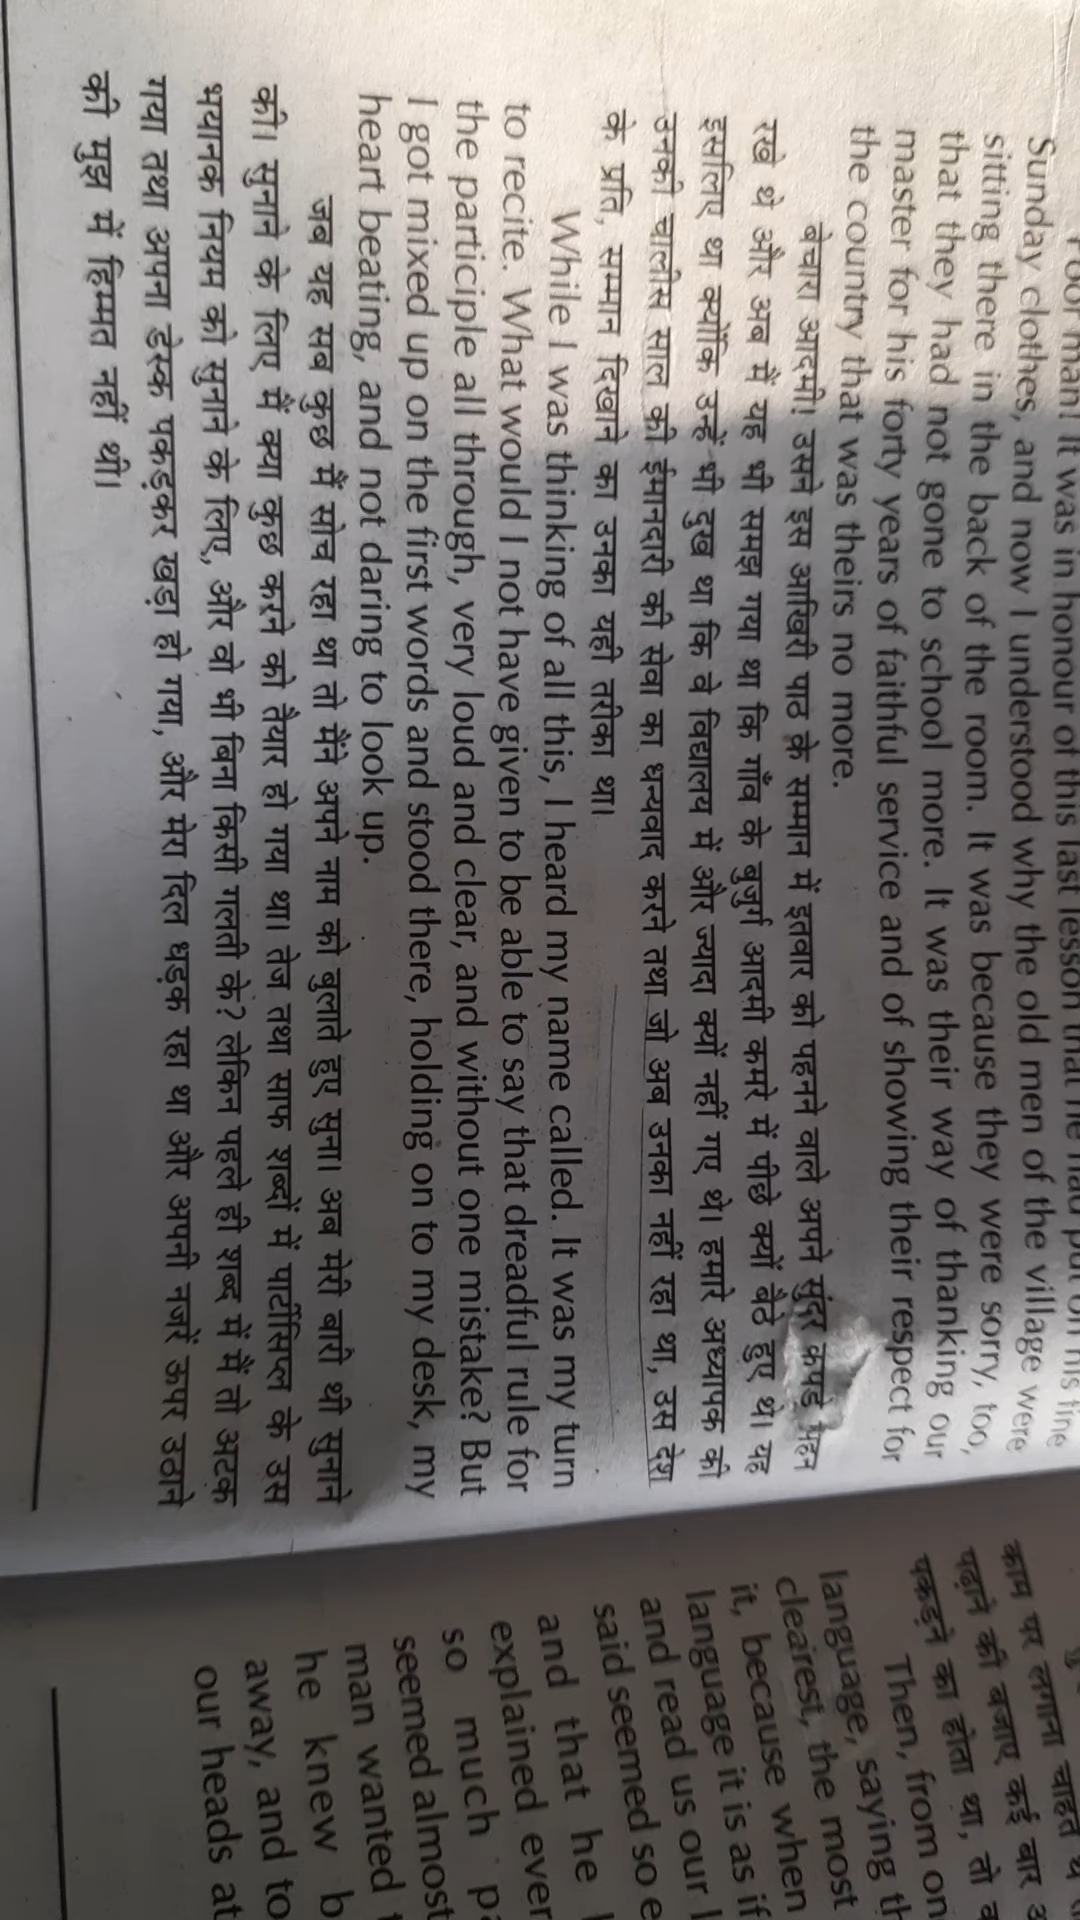 Poor man! It was in honour of this last lesson that he had put on his fine
Sunday clothes, and now I understood why the old men of the village were
sitting there in the back of the room. It was because they were sorry, too,
that they had not gone to school more. It was their way of thanking our
master for his forty years of faithful service and of showing their respect for
the country that was theirs no more.
बेचारा आदमी! उसने इस आखिरी पाठ के सम्मान में इतवार को पहनने वाले अपने सुंदर कपड़े पहन
रखे थे और अब मैं यह भी समझ गया था कि गाँव के बुजुर्ग आदमी कमरे में पीछे क्यों बैठे हुए थे। यह
इसलिए था क्योंकि उन्हें भी दुख था कि वे विद्यालय में और ज्यादा क्यों नहीं गए थे। हमारे अध्यापक की
उनकी चालीस साल की ईमानदारी की सेवा का धन्यवाद करने तथा जो अब उनका नहीं रहा था, उस देश
के प्रति, सम्मान दिखाने का उनका यही तरीका था।
While I was thinking of all this, I heard my name called. It was my turn
to recite. What would I not have given to be able to say that dreadful rule for
the participle all through, very loud and clear, and without one mistake? But
I got mixed up on the first words and stood there, holding on to my desk, my
heart beating, and not daring to look up.
जब यह सब कुछ मैं सोच रहा था तो मैंने अपने नाम को बुलाते हुए सुना। अब मेरी बारी थी सुनाने
की। सुनाने के लिए मैं क्या कुछ करने को तैयार हो गया था। तेज तथा साफ शब्दों में पार्टीसिप्ल के उस
भयानक नियम को सुनाने के लिए, और वो भी बिना किसी गलती के? लेकिन पहले ही शब्द में मैं तो अटक
गया तथा अपना डेस्क पकड़कर खड़ा हो गया, और मेरा दिल धड़क रहा था और अपनी नजरें ऊपर उठाने
की मुझ में हिम्मत नहीं थी।
काम पर लगाना चाहते
पढ़ाने की बजाए कई बार
पकड़ने का होता था, तो
Then, from on
language, saying th
clearest, the most
it, because when
language it is as if
and read us our l
said seemed so e
and that he
explained ever
so much pa
seemed almost
man wanted
he knew b
away, and to
our heads at